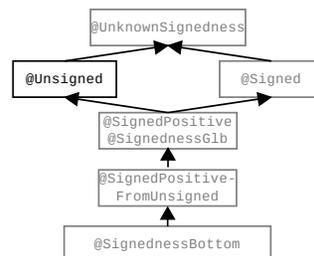 @UnknownSignedness
@Unsigned
@Signed
@SignedPositive
@SignednessGlb
@SignedPositive-
FromUnsigned
@SignednessBottom